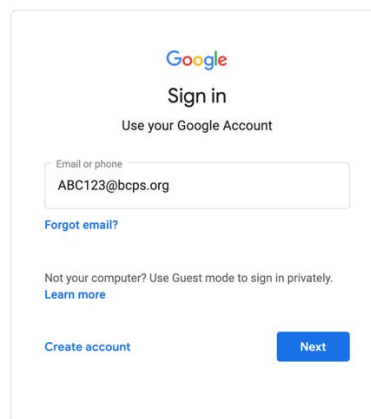 Google
Sign in
Use your Google Account
Email or phone
ABC123@bcps.org
Forgot email?
Not your computer? Use Guest mode to sign in privately.
Learn more
Create account
Next